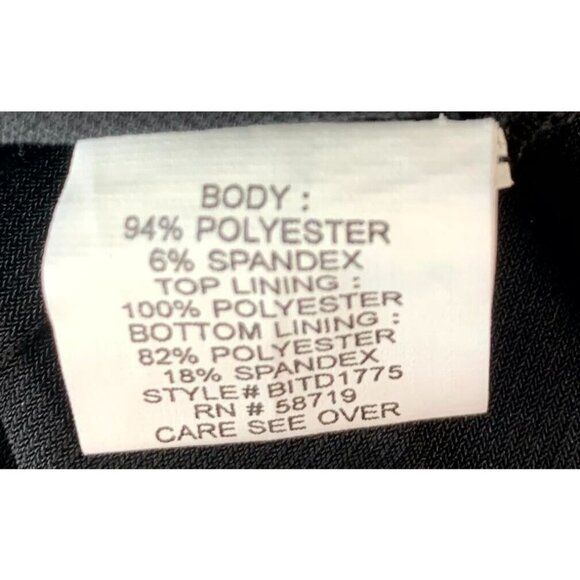 BODY :
94% POLYESTER
6% SPANDEX
TOP LINING :
100% POLYESTER
BOTTOM LINING :
82% POLYESTER
18% SPANDEX
STYLE# BITD1775
RN # 58719
CARE SEE OVER